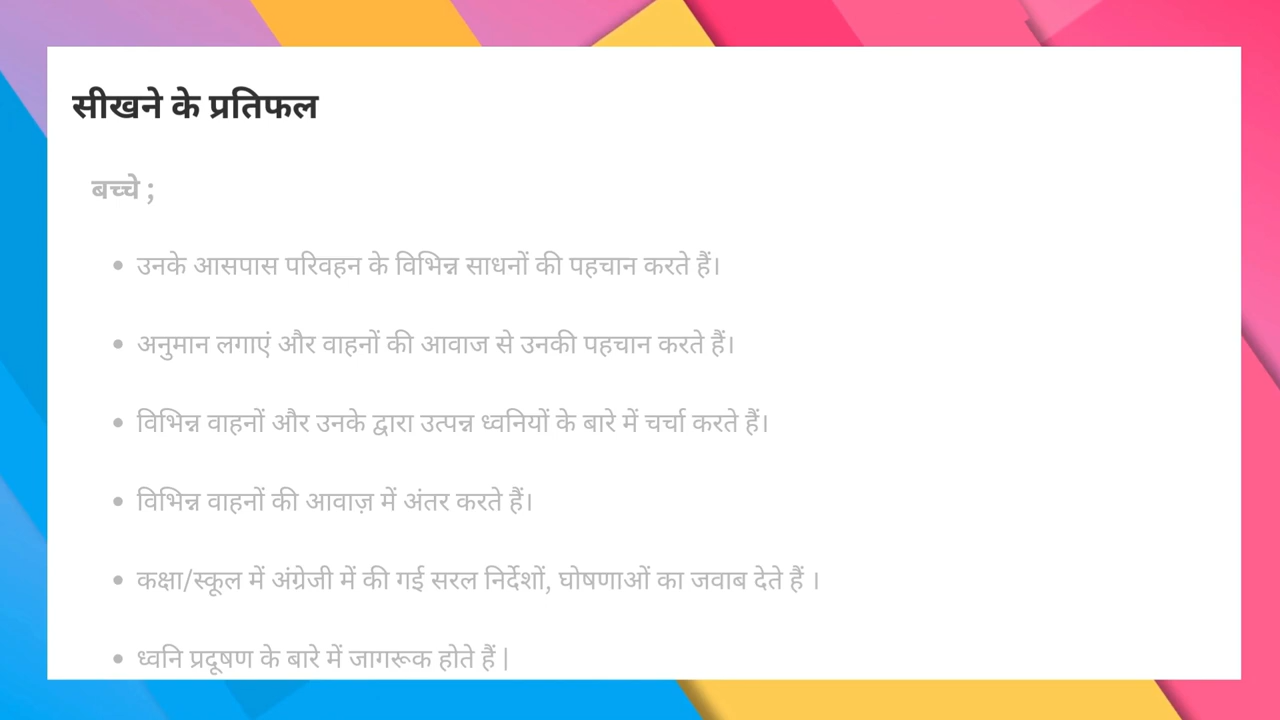 सीखने के प्रतिफल
बच्चे ;
• उनके आसपास परिवहन के विभिन्न साधनों की पहचान करते हैं।
• अनुमान लगाएं और वाहनों की आवाज से उनकी पहचान करते हैं।
• विभिन्न वाहनों और उनके द्वारा उत्पन्न ध्वनियों के बारे में चर्चा करते हैं।
• विभिन्न वाहनों की आवाज़ में अंतर करते हैं।
• कक्षा/स्कूल में अंग्रेजी में की गई सरल निर्देशों, घोषणाओं का जवाब देते हैं ।
• ध्वनि प्रदूषण के बारे में जागरूक होते हैं |